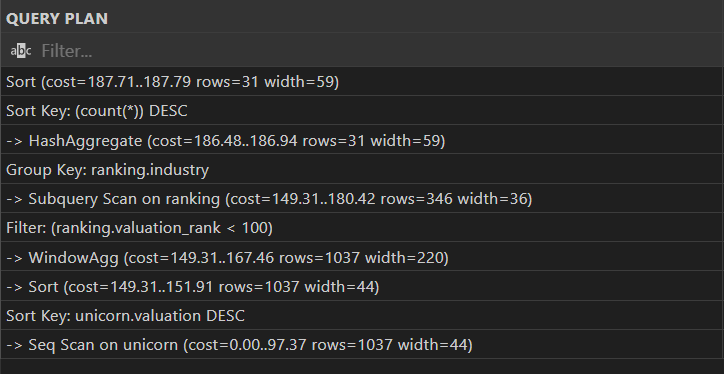 QUERY PLAN
abc Filter...
Sort (cost=187.71..187.79 rows=31 width=59)
Sort Key: (count(*)) DESC
-> HashAggregate (cost=186.48..186.94 rows=31 width=59)
Group Key: ranking.industry
-> Subquery Scan on ranking (cost=149.31..180.42 rows=346 width=36)
Filter: (ranking.valuation_rank < 100)
-> WindowAgg (cost=149.31..167.46 rows=1037 width=220)
-> Sort (cost=149.31..151.91 rows=1037 width=44)
Sort Key: unicorn.valuation DESC
-> Seq Scan on unicorn (cost=0.00..97.37 rows=1037 width=44)